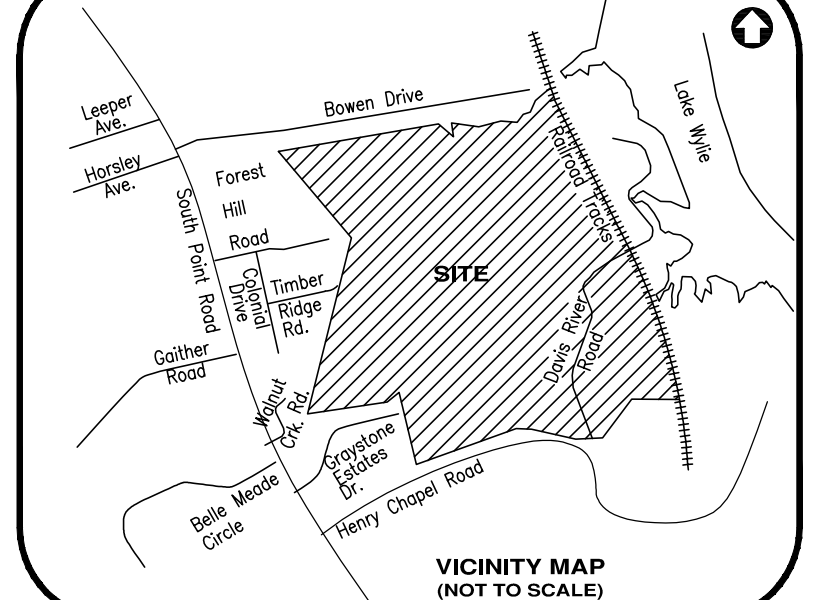 Leeper
Ave.
Bowen Drive
Lake Wylie
Horsley
Ave.
Forest
Hill
Road
Railroad Tracks
South Point Road
Colonial
Drive
Timber
Ridge
Rd.
SITE
Davis River
Road
Gaither
Road
Walnut
Crk. Rd.
Graystone
Estates
Dr.
Belle Meade
Circle
Henry Chapel Road
VICINITY MAP
(NOT TO SCALE)